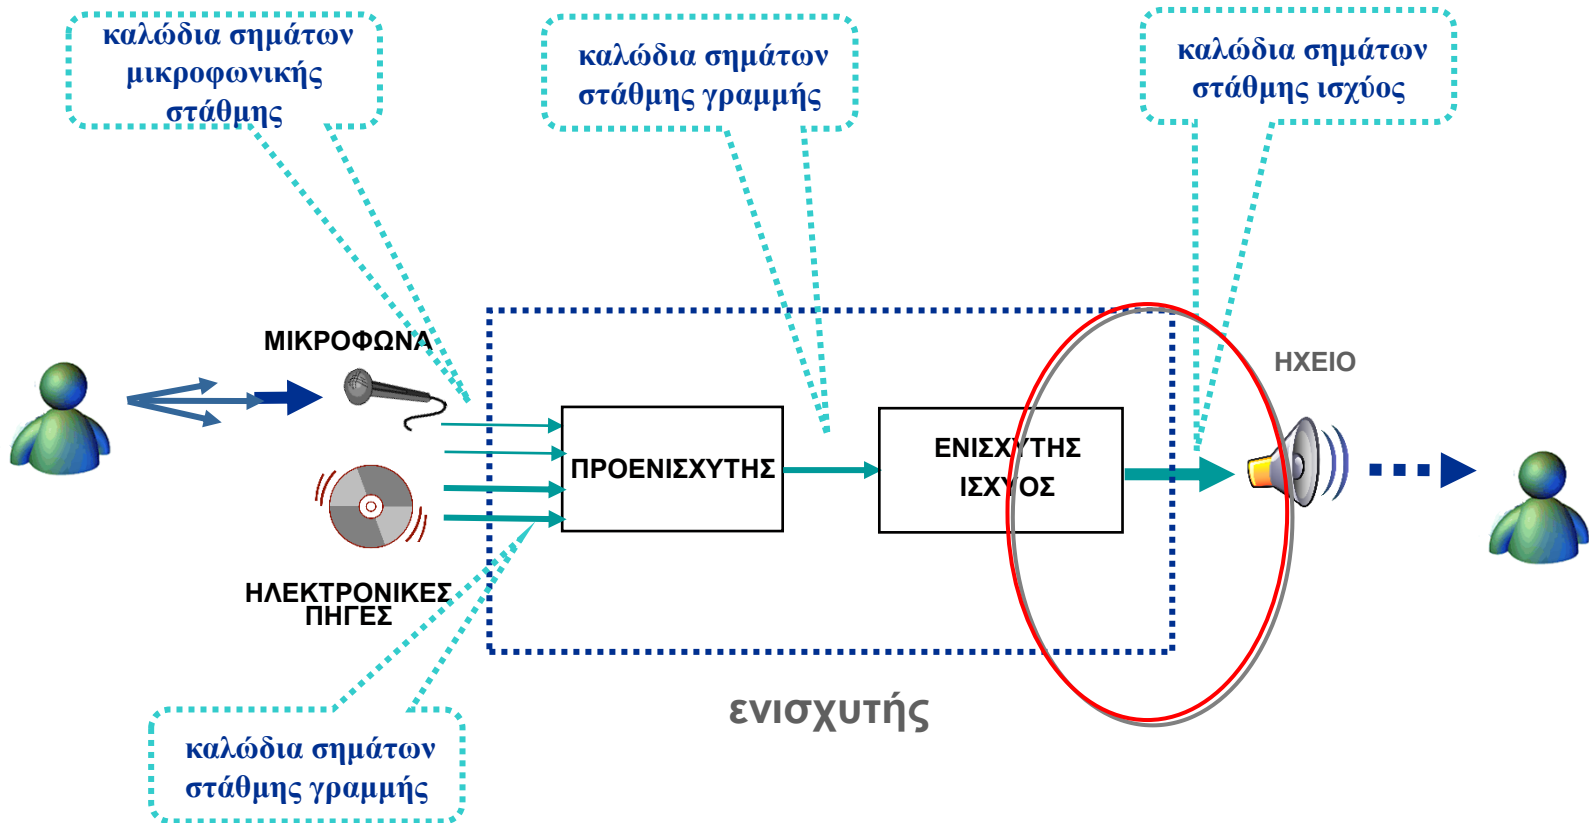 καλώδια σημάτων
μικροφωνικής
στάθμης
καλώδια σημάτων
στάθμης γραμμής
καλώδια σημάτων
στάθμης ισχύος
ΜΙΚΡΟΦΩΝΑ
ΗΧΕΙΟ
ΠΡΟΕΝΙΣΧΥΤΗΣ
ΕΝΙΣΧΥΤΗΣ
ΙΣΧΥΟΣ
ΗΛΕΚΤΡΟΝΙΚΕΣ
ΠΗΓΕΣ
ενισχυτής
καλώδια σημάτων
στάθμης γραμμής